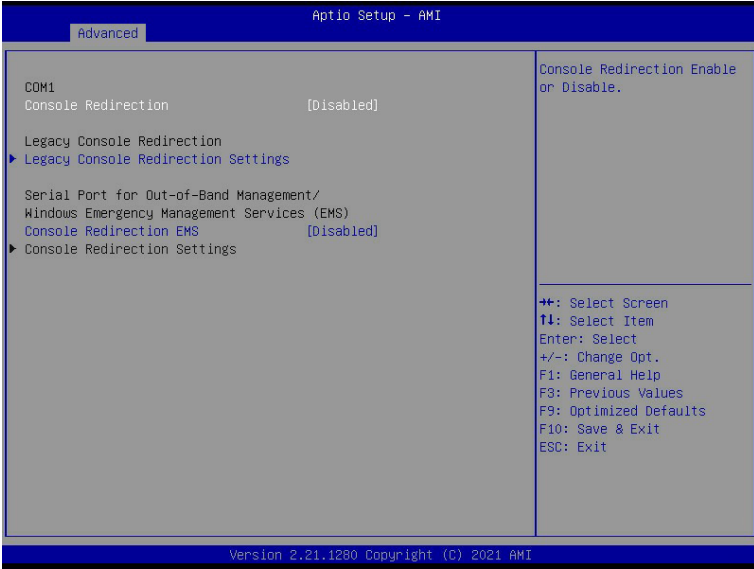 Aptio Setup – AMI
Advanced
COM1
Console Redirection [Disabled]
Legacy Console Redirection
Legacy Console Redirection Settings
Serial Port for Out-of-Band Management/
Windows Emergency Management Services (EMS)
Console Redirection EMS [Disabled]
Console Redirection Settings
Console Redirection Enable
or Disable.
→←: Select Screen
↑↓: Select Item
Enter: Select
+/-: Change Opt.
F1: General Help
F3: Previous Values
F9: Optimized Defaults
F10: Save & Exit
ESC: Exit
Version 2.21.1280 Copyright (C) 2021 AMI